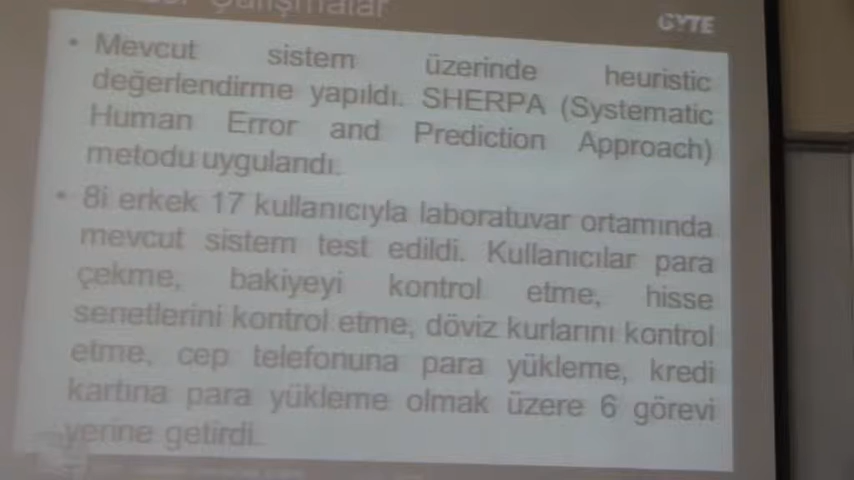 Çalışmalar
GYTE
• Mevcut sistem üzerinde heuristic
değerlendirme yapıldı. SHERPA (Systematic
Human Error and Prediction Approach)
metodu uygulandı.
• 8i erkek 17 kullanıcıyla laboratuvar ortamında
mevcut sistem test edildi. Kullanıcılar para
çekme, bakiyeyi kontrol etme, hisse
senetlerini kontrol etme, döviz kurlarını kontrol
etme, cep telefonuna para yükleme, kredi
kartına para yükleme olmak üzere 6 görevi
yerine getirdi.